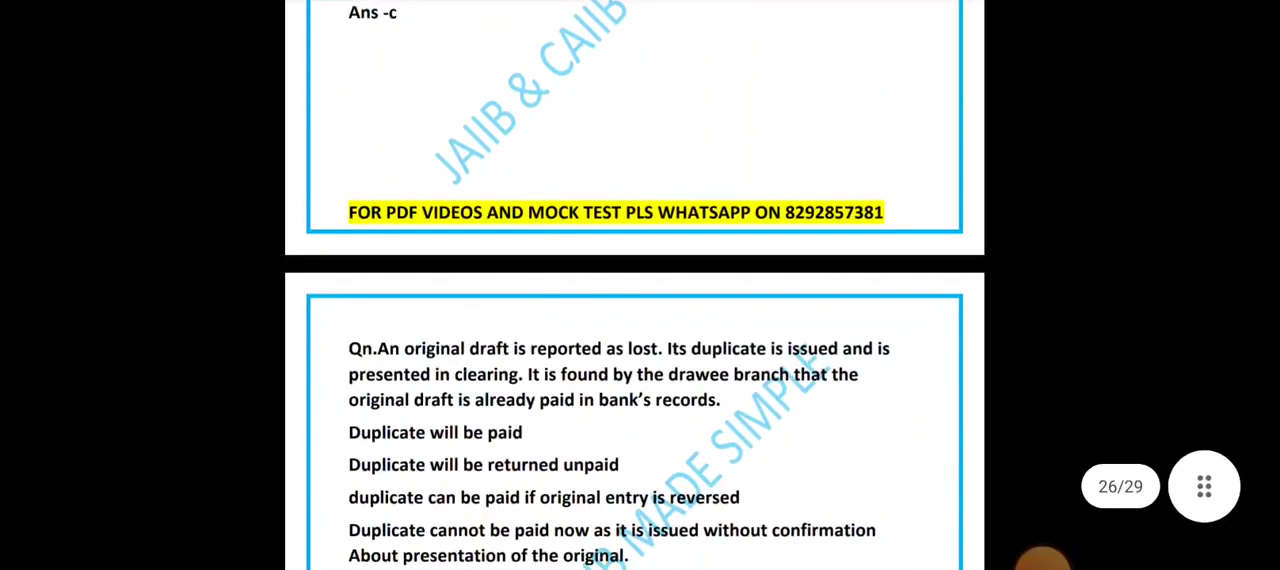 Ans -c
JAIIB & CAIIB
FOR PDF VIDEOS AND MOCK TEST PLS WHATSAPP ON 8292857381
Qn.An original draft is reported as lost. Its duplicate is issued and is
presented in clearing. It is found by the drawee branch that the
original draft is already paid in bank's records.
Duplicate will be paid
Duplicate will be returned unpaid
duplicate can be paid if original entry is reversed
Duplicate cannot be paid now as it is issued without confirmation
About presentation of the original.
MADE SIMPLE
26/29